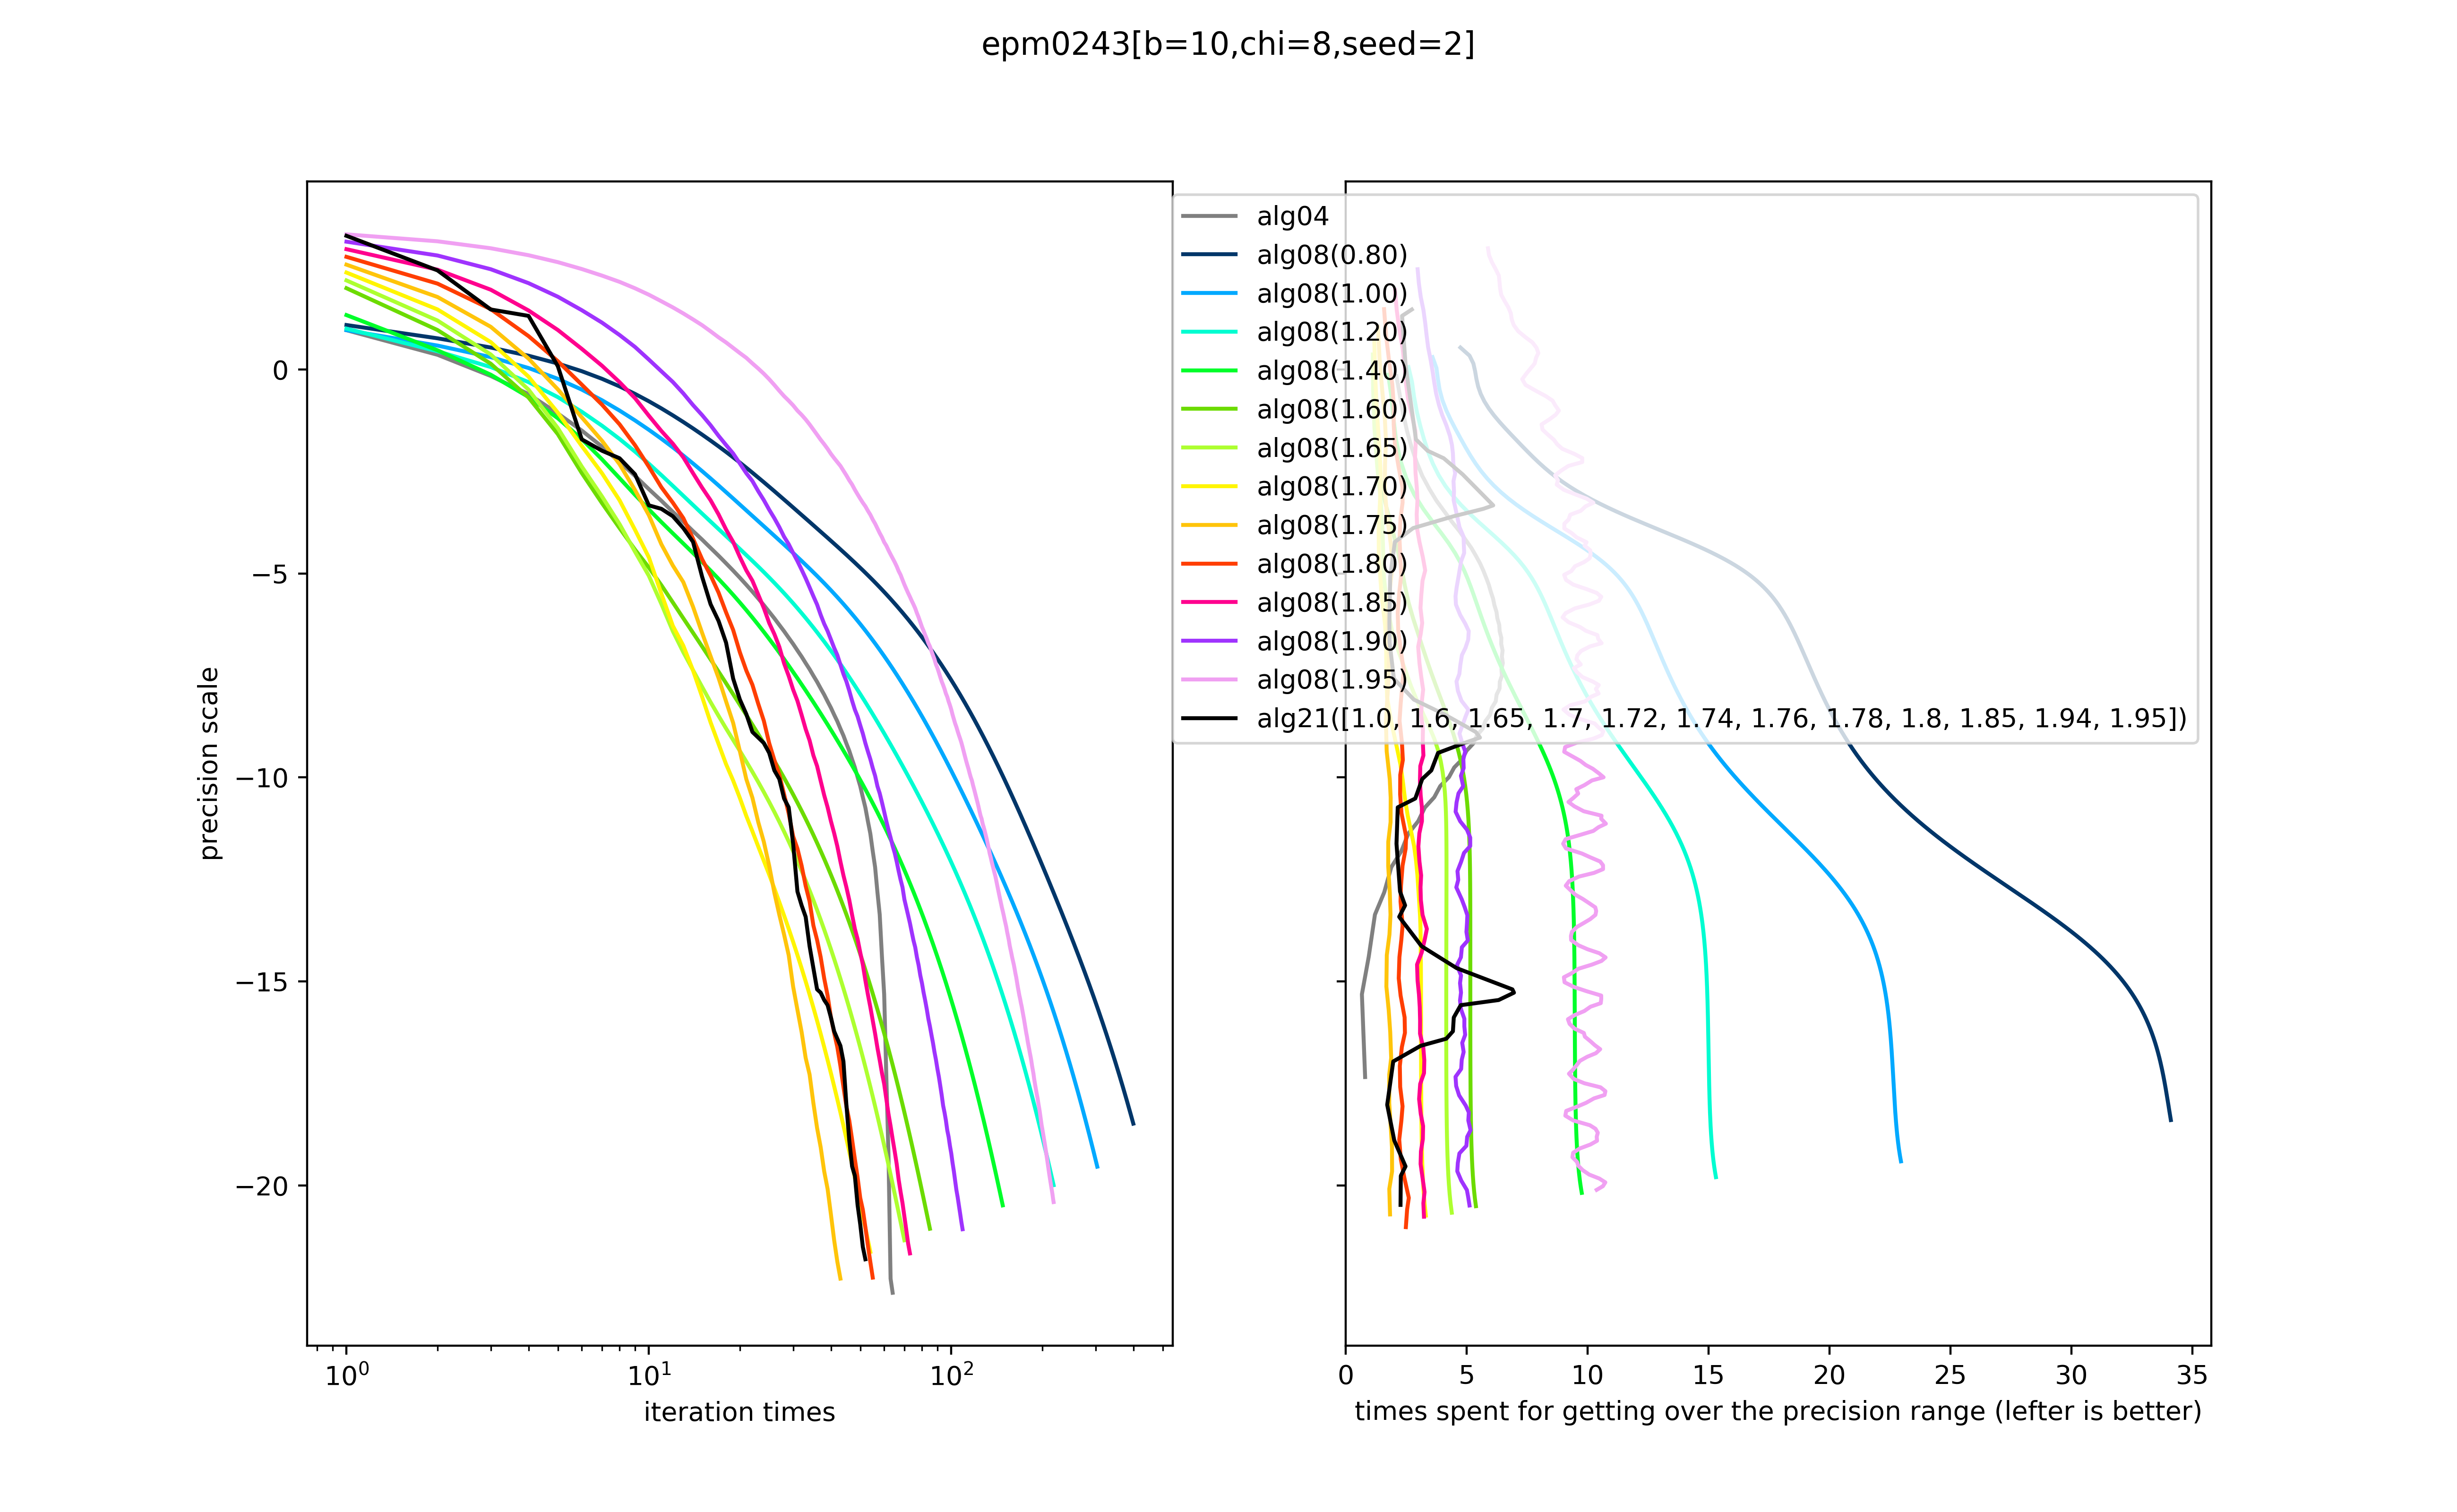 epm0243[b=10,chi=8,seed=2]
precision scale
0
−5
−10
−15
−20
10⁰
10¹
10²
iteration times
alg04
alg08(0.80)
alg08(1.00)
alg08(1.20)
alg08(1.40)
alg08(1.60)
alg08(1.65)
alg08(1.70)
alg08(1.75)
alg08(1.80)
alg08(1.85)
alg08(1.90)
alg08(1.95)
alg21([1.0, 1.6, 1.65, 1.7, 1.72, 1.74, 1.76, 1.78, 1.8, 1.85, 1.94, 1.95])
0 5 10 15 20 25 30 35
times spent for getting over the precision range (lefter is better)